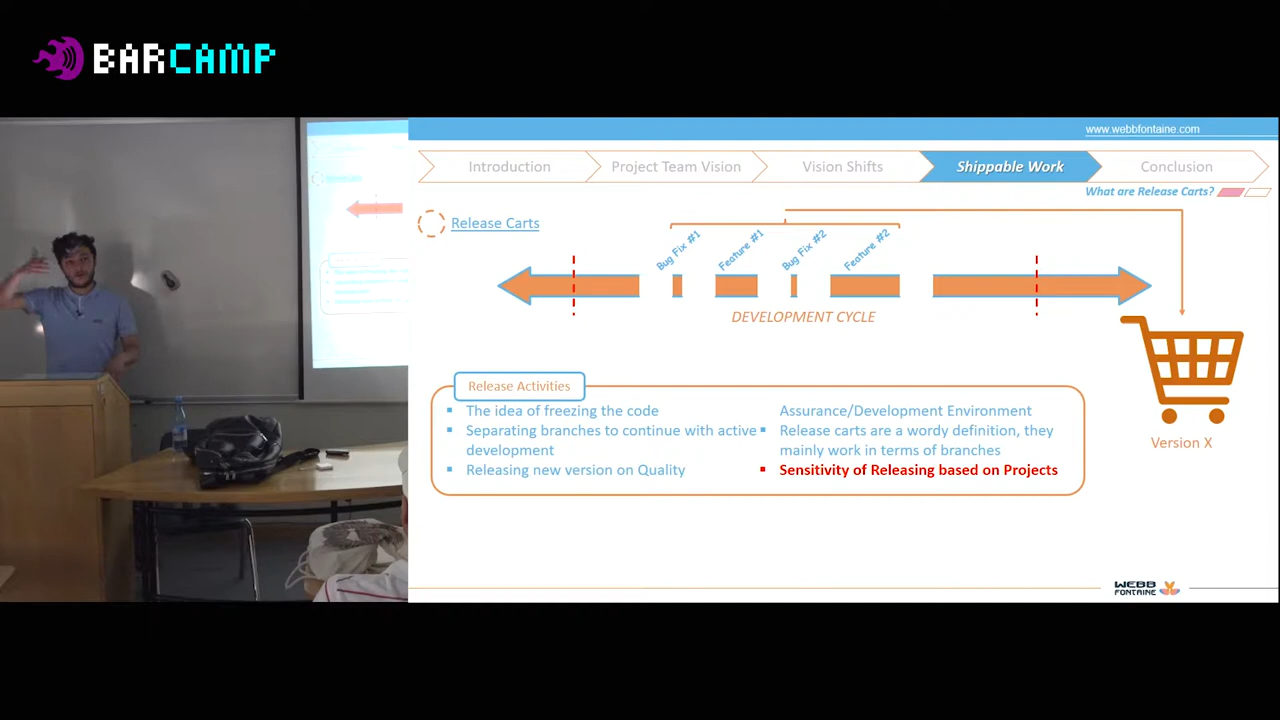 BARCAMP
www.webbfontaine.com
Introduction
Project Team Vision
Vision Shifts
Shippable Work
Conclusion
What are Release Carts?
Release Carts
Bug Fix #1
Feature #1
Bug Fix #2
Feature #2
DEVELOPMENT CYCLE
Version X
Release Activities
▪ The idea of freezing the code
▪ Separating branches to continue with active
development
▪ Releasing new version on Quality
Assurance/Development Environment
▪ Release carts are a wordy definition, they
mainly work in terms of branches
▪ Sensitivity of Releasing based on Projects
WEBB
FONTAINE